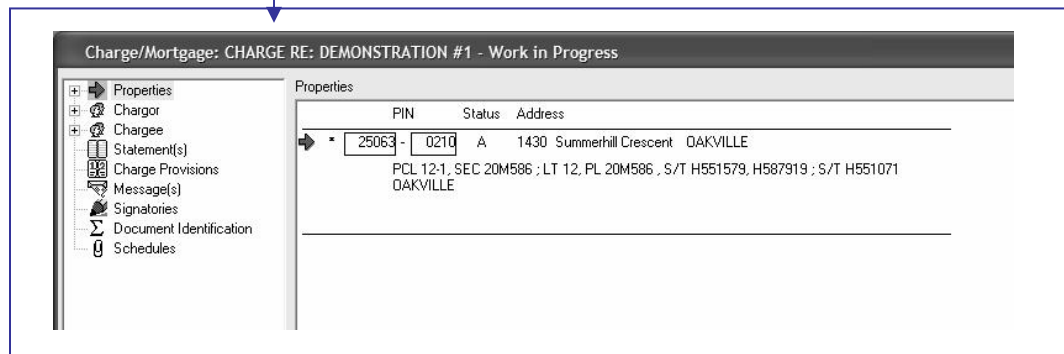 Charge/Mortgage: CHARGE RE: DEMONSTRATION #1 - Work in Progress
Properties
Chargor
Chargee
Statement(s)
Charge Provisions
Message(s)
Signatories
Document Identification
Schedules
Properties
PIN Status Address
* 25063 - 0210 A 1430 Summerhill Crescent OAKVILLE
PCL 12-1, SEC 20M586 ; LT 12, PL 20M586 , S/T H551579, H587919 ; S/T H551071
OAKVILLE